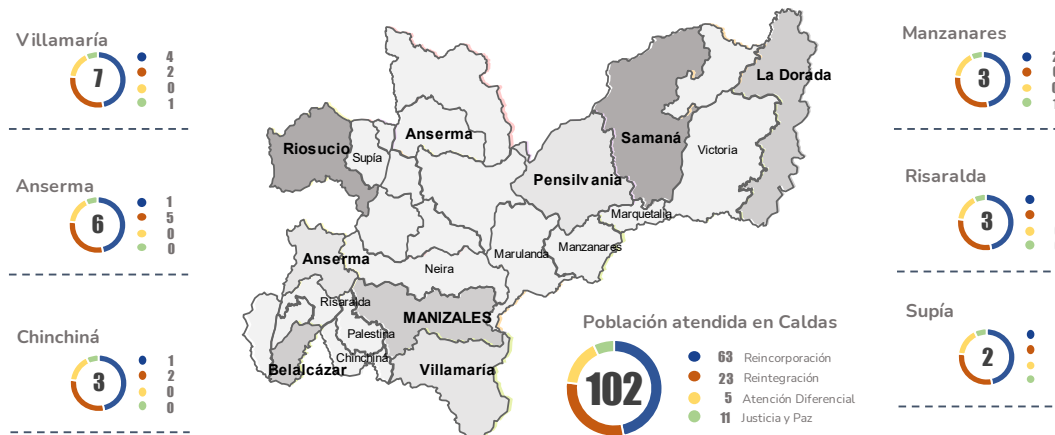 Villamaría
7
4
2
0
1
Anserma
6
1
5
0
0
Chinchiná
3
1
2
0
0
Riosucio
Supía
Anserma
Samaná
La Dorada
Victoria
Pensilvania
Marquetalia
Manzanares
Marulanda
Anserma
Neira
Risaralda
MANIZALES
Palestina
Chinchiná
Belalcázar
Villamaría
Población atendida en Caldas
102
63 Reincorporación
23 Reintegración
5 Atención Diferencial
11 Justicia y Paz
Manzanares
3
Risaralda
3
Supía
2